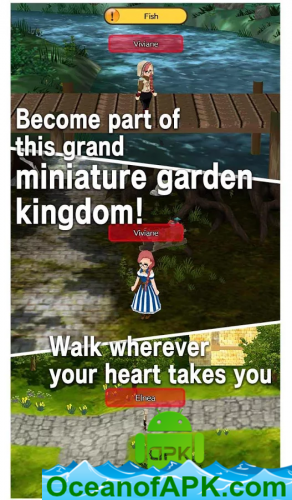 ! Fish
Viviane
Become part of
this grand
miniature garden
kingdom!
Viviane
Walk wherever
your heart takes you
Elnea
APK
OceanofAPK.com